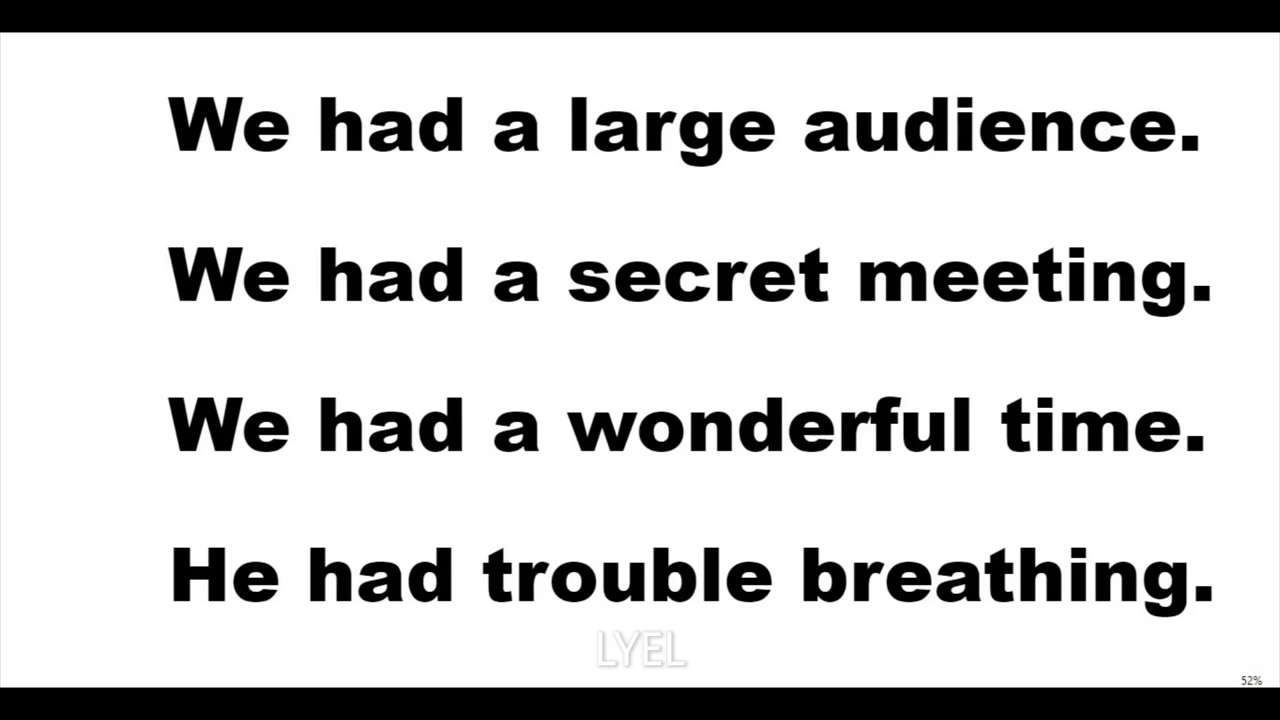 We had a large audience.
We had a secret meeting.
We had a wonderful time.
He had trouble breathing.
LYEL
52%